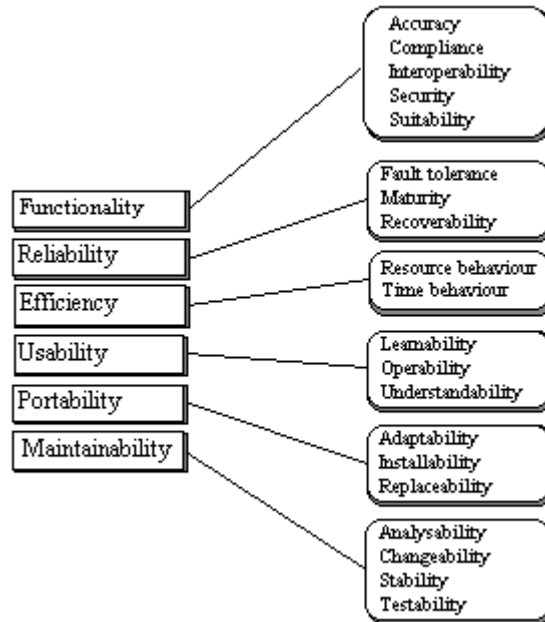 Functionality
Reliability
Efficiency
Usability
Portability
Maintainability
Accuracy
Compliance
Interoperability
Security
Suitability
Fault tolerance
Maturity
Recoverability
Resource behaviour
Time behaviour
Learnability
Operability
Understandability
Adaptability
Installability
Replaceability
Analysability
Changeability
Stability
Testability